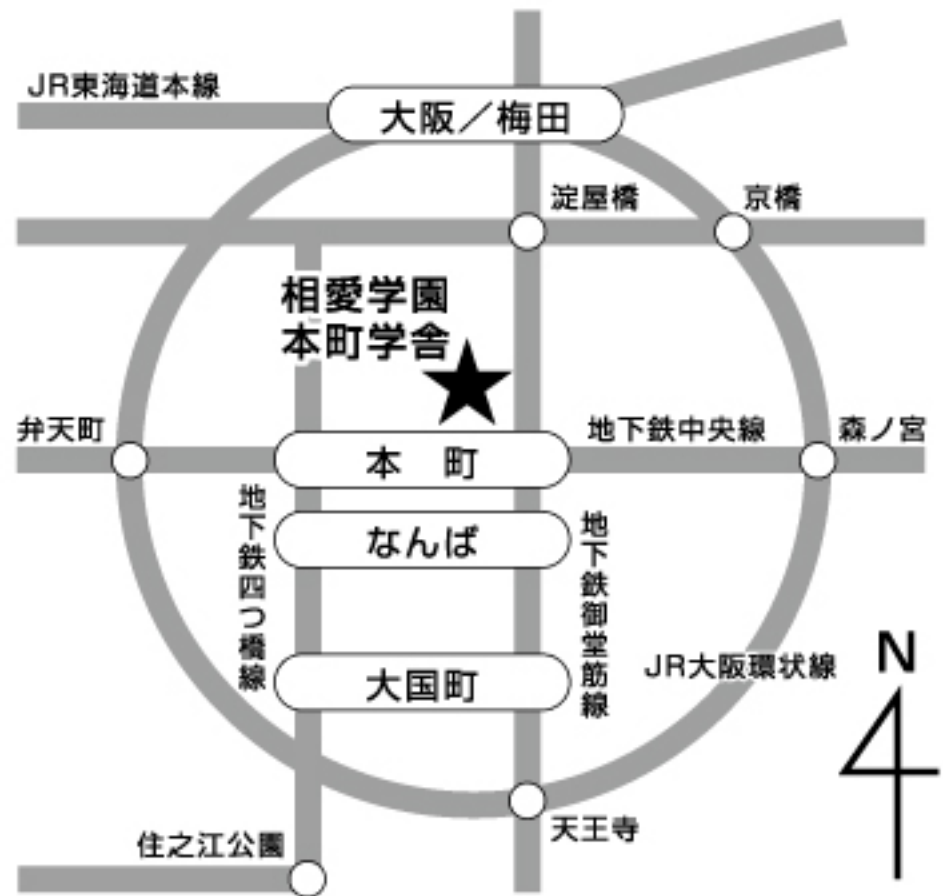 JR東海道本線
大阪／梅田
淀屋橋
京橋
相愛学園
本町学舎
弁天町
地下鉄中央線
森ノ宮
本　町
地下鉄四つ橋線
なんば
地下鉄御堂筋線
大国町
JR大阪環状線
N
天王寺
住之江公園